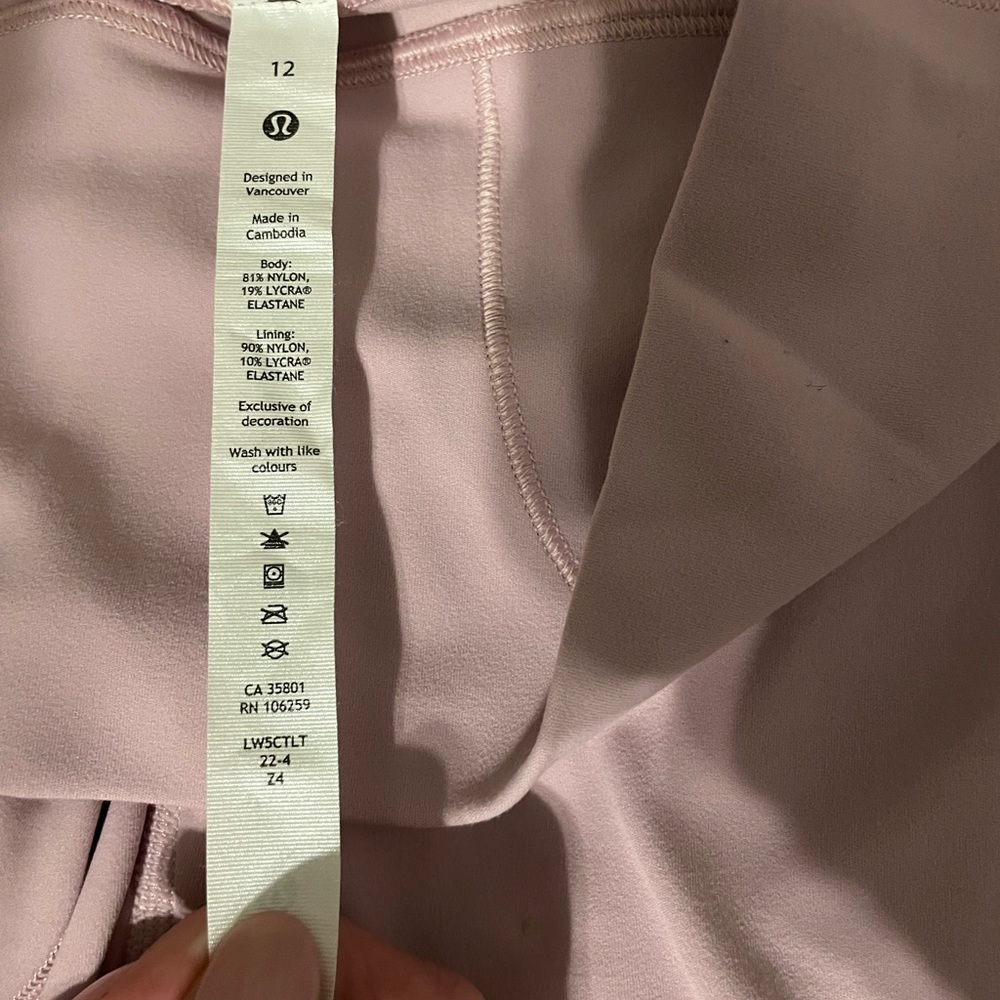 12
Designed in
Vancouver
Made in
Cambodia
Body:
81% NYLON,
19% LYCRA®
ELASTANE
Lining:
90% NYLON,
10% LYCRA®
ELASTANE
Exclusive of
decoration
Wash with like
colours
30C
CA 35801
RN 106259
LW5CTLT
22-4
Z4